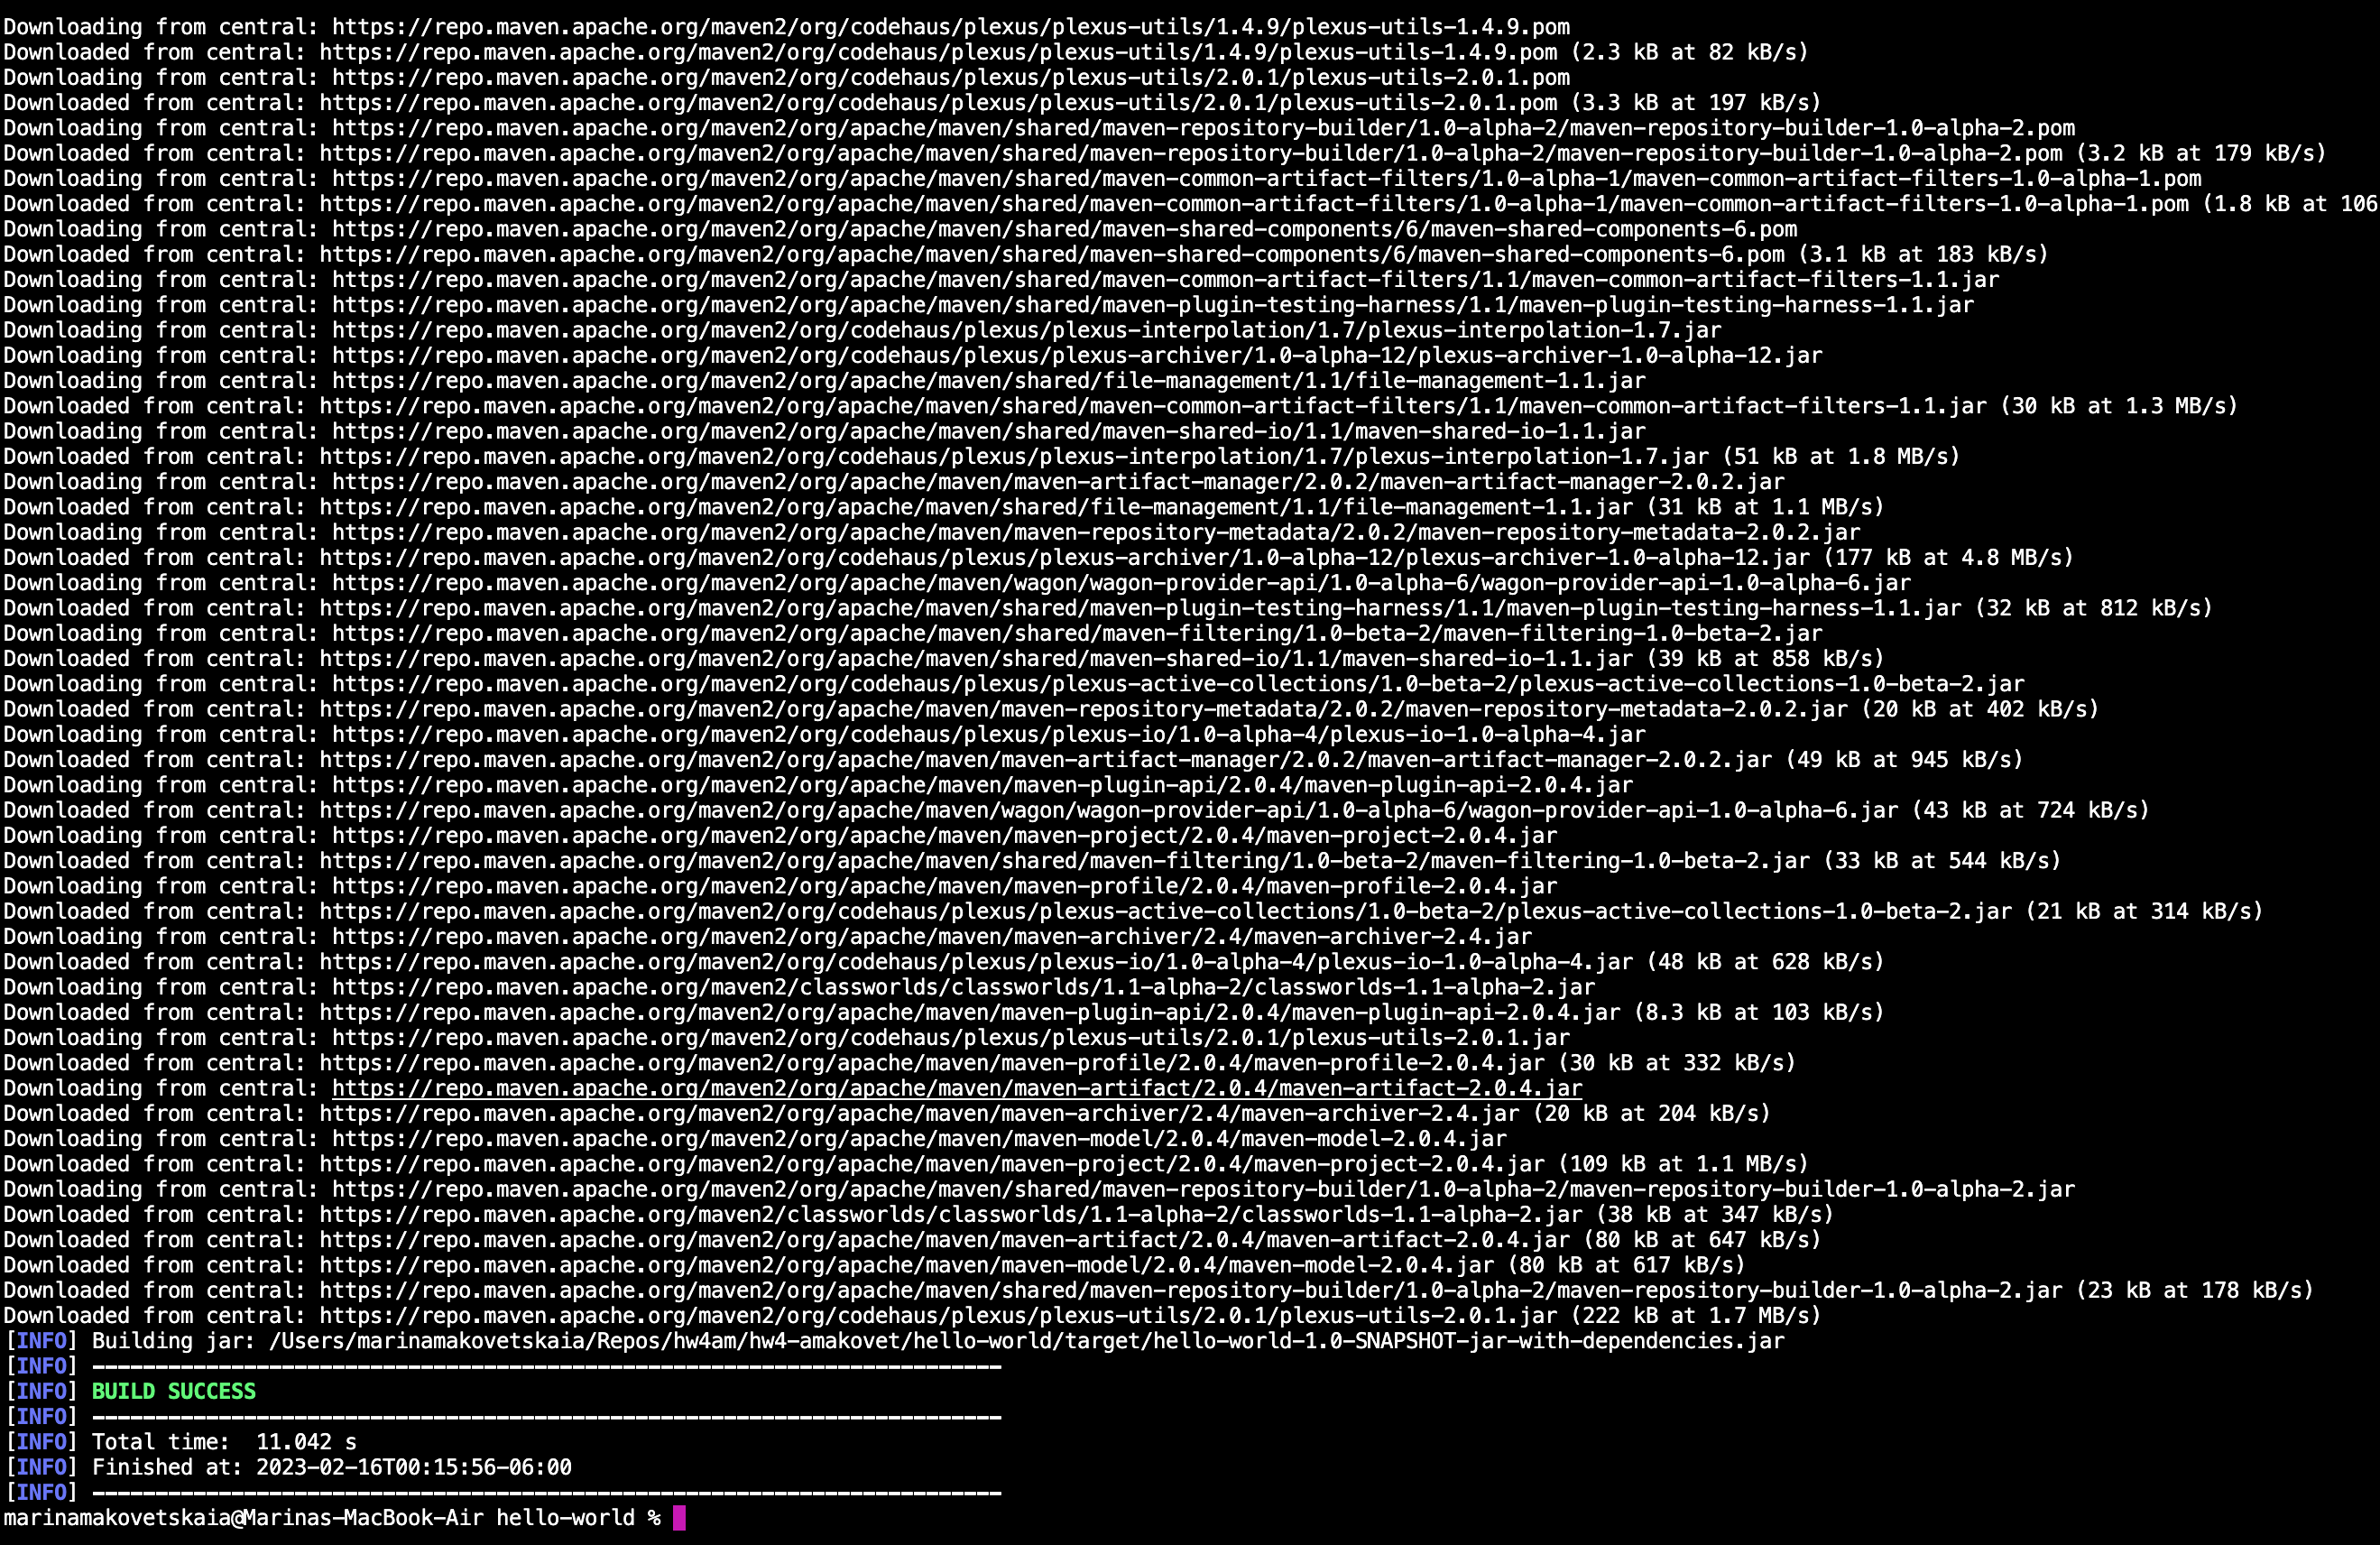 Downloading from central: https://repo.maven.apache.org/maven2/org/codehaus/plexus/plexus-utils/1.4.9/plexus-utils-1.4.9.pom
Downloaded from central: https://repo.maven.apache.org/maven2/org/codehaus/plexus/plexus-utils/1.4.9/plexus-utils-1.4.9.pom (2.3 kB at 82 kB/s)
Downloading from central: https://repo.maven.apache.org/maven2/org/codehaus/plexus/plexus-utils/2.0.1/plexus-utils-2.0.1.pom
Downloaded from central: https://repo.maven.apache.org/maven2/org/codehaus/plexus/plexus-utils/2.0.1/plexus-utils-2.0.1.pom (3.3 kB at 197 kB/s)
Downloading from central: https://repo.maven.apache.org/maven2/org/apache/maven/shared/maven-repository-builder/1.0-alpha-2/maven-repository-builder-1.0-alpha-2.pom
Downloaded from central: https://repo.maven.apache.org/maven2/org/apache/maven/shared/maven-repository-builder/1.0-alpha-2/maven-repository-builder-1.0-alpha-2.pom (3.2 kB at 179 kB/s)
Downloading from central: https://repo.maven.apache.org/maven2/org/apache/maven/shared/maven-common-artifact-filters/1.0-alpha-1/maven-common-artifact-filters-1.0-alpha-1.pom
Downloaded from central: https://repo.maven.apache.org/maven2/org/apache/maven/shared/maven-common-artifact-filters/1.0-alpha-1/maven-common-artifact-filters-1.0-alpha-1.pom (1.8 kB at 106
Downloading from central: https://repo.maven.apache.org/maven2/org/apache/maven/shared/maven-shared-components/6/maven-shared-components-6.pom
Downloaded from central: https://repo.maven.apache.org/maven2/org/apache/maven/shared/maven-shared-components/6/maven-shared-components-6.pom (3.1 kB at 183 kB/s)
Downloading from central: https://repo.maven.apache.org/maven2/org/apache/maven/shared/maven-common-artifact-filters/1.1/maven-common-artifact-filters-1.1.jar
Downloading from central: https://repo.maven.apache.org/maven2/org/apache/maven/shared/maven-plugin-testing-harness/1.1/maven-plugin-testing-harness-1.1.jar
Downloading from central: https://repo.maven.apache.org/maven2/org/codehaus/plexus/plexus-interpolation/1.7/plexus-interpolation-1.7.jar
Downloading from central: https://repo.maven.apache.org/maven2/org/codehaus/plexus/plexus-archiver/1.0-alpha-12/plexus-archiver-1.0-alpha-12.jar
Downloading from central: https://repo.maven.apache.org/maven2/org/apache/maven/shared/file-management/1.1/file-management-1.1.jar
Downloaded from central: https://repo.maven.apache.org/maven2/org/apache/maven/shared/maven-common-artifact-filters/1.1/maven-common-artifact-filters-1.1.jar (30 kB at 1.3 MB/s)
Downloading from central: https://repo.maven.apache.org/maven2/org/apache/maven/shared/maven-shared-io/1.1/maven-shared-io-1.1.jar
Downloaded from central: https://repo.maven.apache.org/maven2/org/codehaus/plexus/plexus-interpolation/1.7/plexus-interpolation-1.7.jar (51 kB at 1.8 MB/s)
Downloading from central: https://repo.maven.apache.org/maven2/org/apache/maven/maven-artifact-manager/2.0.2/maven-artifact-manager-2.0.2.jar
Downloaded from central: https://repo.maven.apache.org/maven2/org/apache/maven/shared/file-management/1.1/file-management-1.1.jar (31 kB at 1.1 MB/s)
Downloading from central: https://repo.maven.apache.org/maven2/org/apache/maven/maven-repository-metadata/2.0.2/maven-repository-metadata-2.0.2.jar
Downloaded from central: https://repo.maven.apache.org/maven2/org/codehaus/plexus/plexus-archiver/1.0-alpha-12/plexus-archiver-1.0-alpha-12.jar (177 kB at 4.8 MB/s)
Downloading from central: https://repo.maven.apache.org/maven2/org/apache/maven/wagon/wagon-provider-api/1.0-alpha-6/wagon-provider-api-1.0-alpha-6.jar
Downloaded from central: https://repo.maven.apache.org/maven2/org/apache/maven/shared/maven-plugin-testing-harness/1.1/maven-plugin-testing-harness-1.1.jar (32 kB at 812 kB/s)
Downloading from central: https://repo.maven.apache.org/maven2/org/apache/maven/shared/maven-filtering/1.0-beta-2/maven-filtering-1.0-beta-2.jar
Downloaded from central: https://repo.maven.apache.org/maven2/org/apache/maven/shared/maven-shared-io/1.1/maven-shared-io-1.1.jar (39 kB at 858 kB/s)
Downloading from central: https://repo.maven.apache.org/maven2/org/codehaus/plexus/plexus-active-collections/1.0-beta-2/plexus-active-collections-1.0-beta-2.jar
Downloaded from central: https://repo.maven.apache.org/maven2/org/apache/maven/maven-repository-metadata/2.0.2/maven-repository-metadata-2.0.2.jar (20 kB at 402 kB/s)
Downloading from central: https://repo.maven.apache.org/maven2/org/codehaus/plexus/plexus-io/1.0-alpha-4/plexus-io-1.0-alpha-4.jar
Downloaded from central: https://repo.maven.apache.org/maven2/org/apache/maven/maven-artifact-manager/2.0.2/maven-artifact-manager-2.0.2.jar (49 kB at 945 kB/s)
Downloading from central: https://repo.maven.apache.org/maven2/org/apache/maven/maven-plugin-api/2.0.4/maven-plugin-api-2.0.4.jar
Downloaded from central: https://repo.maven.apache.org/maven2/org/apache/maven/wagon/wagon-provider-api/1.0-alpha-6/wagon-provider-api-1.0-alpha-6.jar (43 kB at 724 kB/s)
Downloading from central: https://repo.maven.apache.org/maven2/org/apache/maven/maven-project/2.0.4/maven-project-2.0.4.jar
Downloaded from central: https://repo.maven.apache.org/maven2/org/apache/maven/shared/maven-filtering/1.0-beta-2/maven-filtering-1.0-beta-2.jar (33 kB at 544 kB/s)
Downloading from central: https://repo.maven.apache.org/maven2/org/apache/maven/maven-profile/2.0.4/maven-profile-2.0.4.jar
Downloaded from central: https://repo.maven.apache.org/maven2/org/codehaus/plexus/plexus-active-collections/1.0-beta-2/plexus-active-collections-1.0-beta-2.jar (21 kB at 314 kB/s)
Downloading from central: https://repo.maven.apache.org/maven2/org/apache/maven/maven-archiver/2.4/maven-archiver-2.4.jar
Downloaded from central: https://repo.maven.apache.org/maven2/org/codehaus/plexus/plexus-io/1.0-alpha-4/plexus-io-1.0-alpha-4.jar (48 kB at 628 kB/s)
Downloading from central: https://repo.maven.apache.org/maven2/classworlds/classworlds/1.1-alpha-2/classworlds-1.1-alpha-2.jar
Downloaded from central: https://repo.maven.apache.org/maven2/org/apache/maven/maven-plugin-api/2.0.4/maven-plugin-api-2.0.4.jar (8.3 kB at 103 kB/s)
Downloading from central: https://repo.maven.apache.org/maven2/org/codehaus/plexus/plexus-utils/2.0.1/plexus-utils-2.0.1.jar
Downloaded from central: https://repo.maven.apache.org/maven2/org/apache/maven/maven-profile/2.0.4/maven-profile-2.0.4.jar (30 kB at 332 kB/s)
Downloading from central: https://repo.maven.apache.org/maven2/org/apache/maven/maven-artifact/2.0.4/maven-artifact-2.0.4.jar
Downloaded from central: https://repo.maven.apache.org/maven2/org/apache/maven/maven-archiver/2.4/maven-archiver-2.4.jar (20 kB at 204 kB/s)
Downloading from central: https://repo.maven.apache.org/maven2/org/apache/maven/maven-model/2.0.4/maven-model-2.0.4.jar
Downloaded from central: https://repo.maven.apache.org/maven2/org/apache/maven/maven-project/2.0.4/maven-project-2.0.4.jar (109 kB at 1.1 MB/s)
Downloading from central: https://repo.maven.apache.org/maven2/org/apache/maven/shared/maven-repository-builder/1.0-alpha-2/maven-repository-builder-1.0-alpha-2.jar
Downloaded from central: https://repo.maven.apache.org/maven2/classworlds/classworlds/1.1-alpha-2/classworlds-1.1-alpha-2.jar (38 kB at 347 kB/s)
Downloaded from central: https://repo.maven.apache.org/maven2/org/apache/maven/maven-artifact/2.0.4/maven-artifact-2.0.4.jar (80 kB at 647 kB/s)
Downloaded from central: https://repo.maven.apache.org/maven2/org/apache/maven/maven-model/2.0.4/maven-model-2.0.4.jar (80 kB at 617 kB/s)
Downloaded from central: https://repo.maven.apache.org/maven2/org/apache/maven/shared/maven-repository-builder/1.0-alpha-2/maven-repository-builder-1.0-alpha-2.jar (23 kB at 178 kB/s)
Downloaded from central: https://repo.maven.apache.org/maven2/org/codehaus/plexus/plexus-utils/2.0.1/plexus-utils-2.0.1.jar (222 kB at 1.7 MB/s)
[INFO] Building jar: /Users/marinamakovetskaia/Repos/hw4am/hw4-amakovet/hello-world/target/hello-world-1.0-SNAPSHOT-jar-with-dependencies.jar
[INFO] ------------------------------------------------------------------------
[INFO] BUILD SUCCESS
[INFO] ------------------------------------------------------------------------
[INFO] Total time:  11.042 s
[INFO] Finished at: 2023-02-16T00:15:56-06:00
[INFO] ------------------------------------------------------------------------
marinamakovetskaia@Marinas-MacBook-Air hello-world %